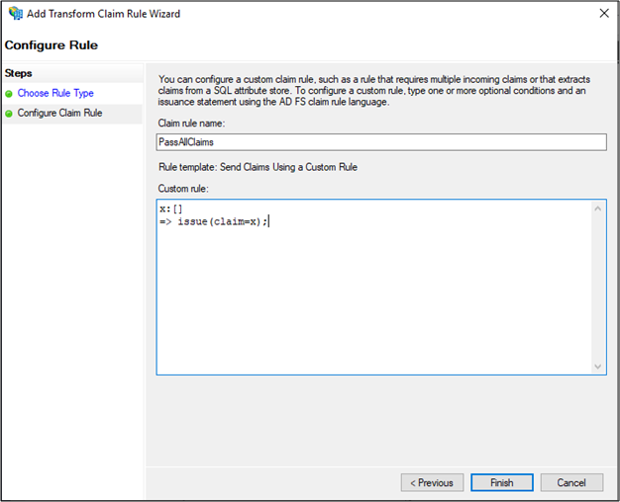 Add Transform Claim Rule Wizard
Configure Rule
Steps
Choose Rule Type
Configure Claim Rule
You can configure a custom claim rule, such as a rule that requires multiple incoming claims or that extracts
claims from a SQL attribute store. To configure a custom rule, type one or more optional conditions and an
issuance statement using the AD FS claim rule language.
Claim rule name:
PassAllClaims
Rule template: Send Claims Using a Custom Rule
Custom rule:
x:[]
=> issue(claim=x);
< Previous
Finish
Cancel